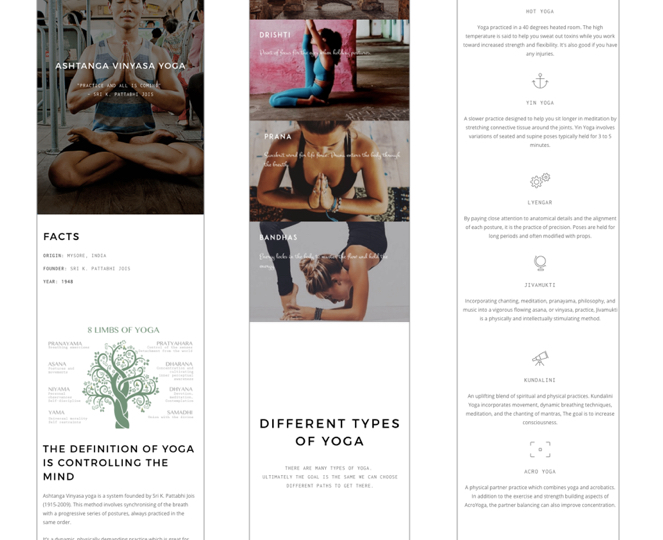 ASHTANGA VINYASA YOGA
"PRACTICE AND ALL IS COMING"
- SRI K. PATTABHI JOIS
FACTS
ORIGIN: MYSORE, INDIA
FOUNDER: SRI K. PATTABHI JOIS
YEAR: 1948
8 LIMBS OF YOGA
PRANAYAMA
PRATYAHARA
ASANA
DHARANA
NIYAMA
DHYANA
YAMA
SAMADHI
THE DEFINITION OF YOGA
IS CONTROLLING THE
MIND
Ashtanga Vinyasa yoga is a system founded by Sri K. Pattabhi Jois
(1915-2009). This method involves synchronising of the breath
with a progressive series of postures, always practiced in the
same order.
It's a dynamic, physically demanding practice which is great for
DRISHTI
PRANA
the breath
BANDHAS
energy
DIFFERENT TYPES
OF YOGA
THERE ARE MANY TYPES OF YOGA.
ULTIMATELY THE GOAL IS THE SAME WE CAN CHOOSE
DIFFERENT PATHS TO GET THERE.
HOT YOGA
Yoga practiced in a 40 degrees heated room. The high
temperature is said to help you sweat out toxins while you work
toward increased strength and flexibility. It's also good if you have
any injuries.
YIN YOGA
A slower practice designed to help you sit longer in meditation by
stretching connective tissue around the joints. Yin Yoga involves
variations of seated and supine poses typically held for 3 to 5
minutes.
LYENGAR
By paying close attention to anatomical details and the alignment
of each posture, it is the practice of precision. Poses are held for
long periods and often modified with props.
JIVAMUKTI
Incorporating chanting, meditation, pranayama, philosophy, and
music into a vigorous flowing asana, or vinyasa, practice, Jivamukti
is a physically and intellectually stimulating method.
KUNDALINI
An uplifting blend of spiritual and physical practices, Kundalini
Yoga incorporates movement, dynamic breathing techniques,
meditation, and the chanting of mantras, The goal is to increase
consciousness.
ACRO YOGA
A physical partner practice which combines yoga and acrobatics.
In addition to the exercise and strength building aspects of
AcroYoga, the partner balancing can also improve concentration.